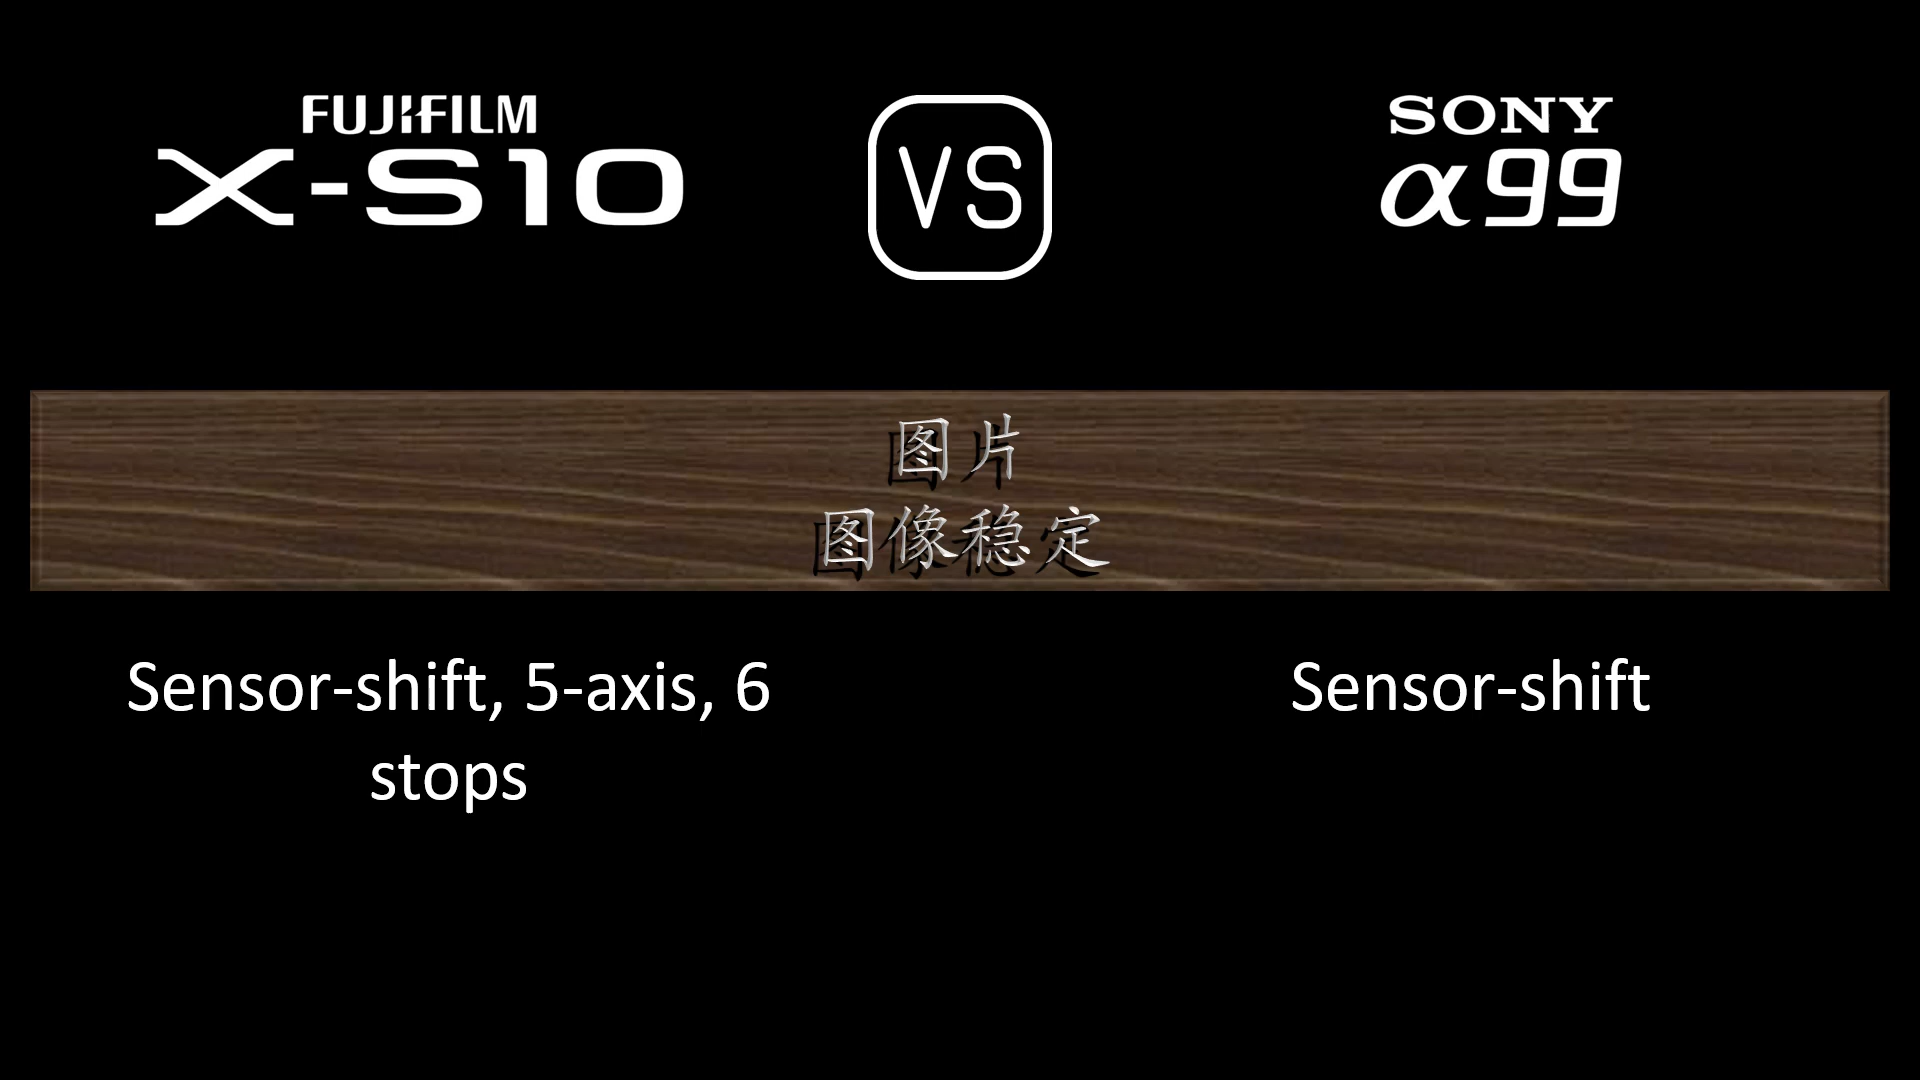 FUJIFILM
X-S10
VS
SONY
α99
图片
图像稳定
Sensor-shift, 5-axis, 6
stops
Sensor-shift